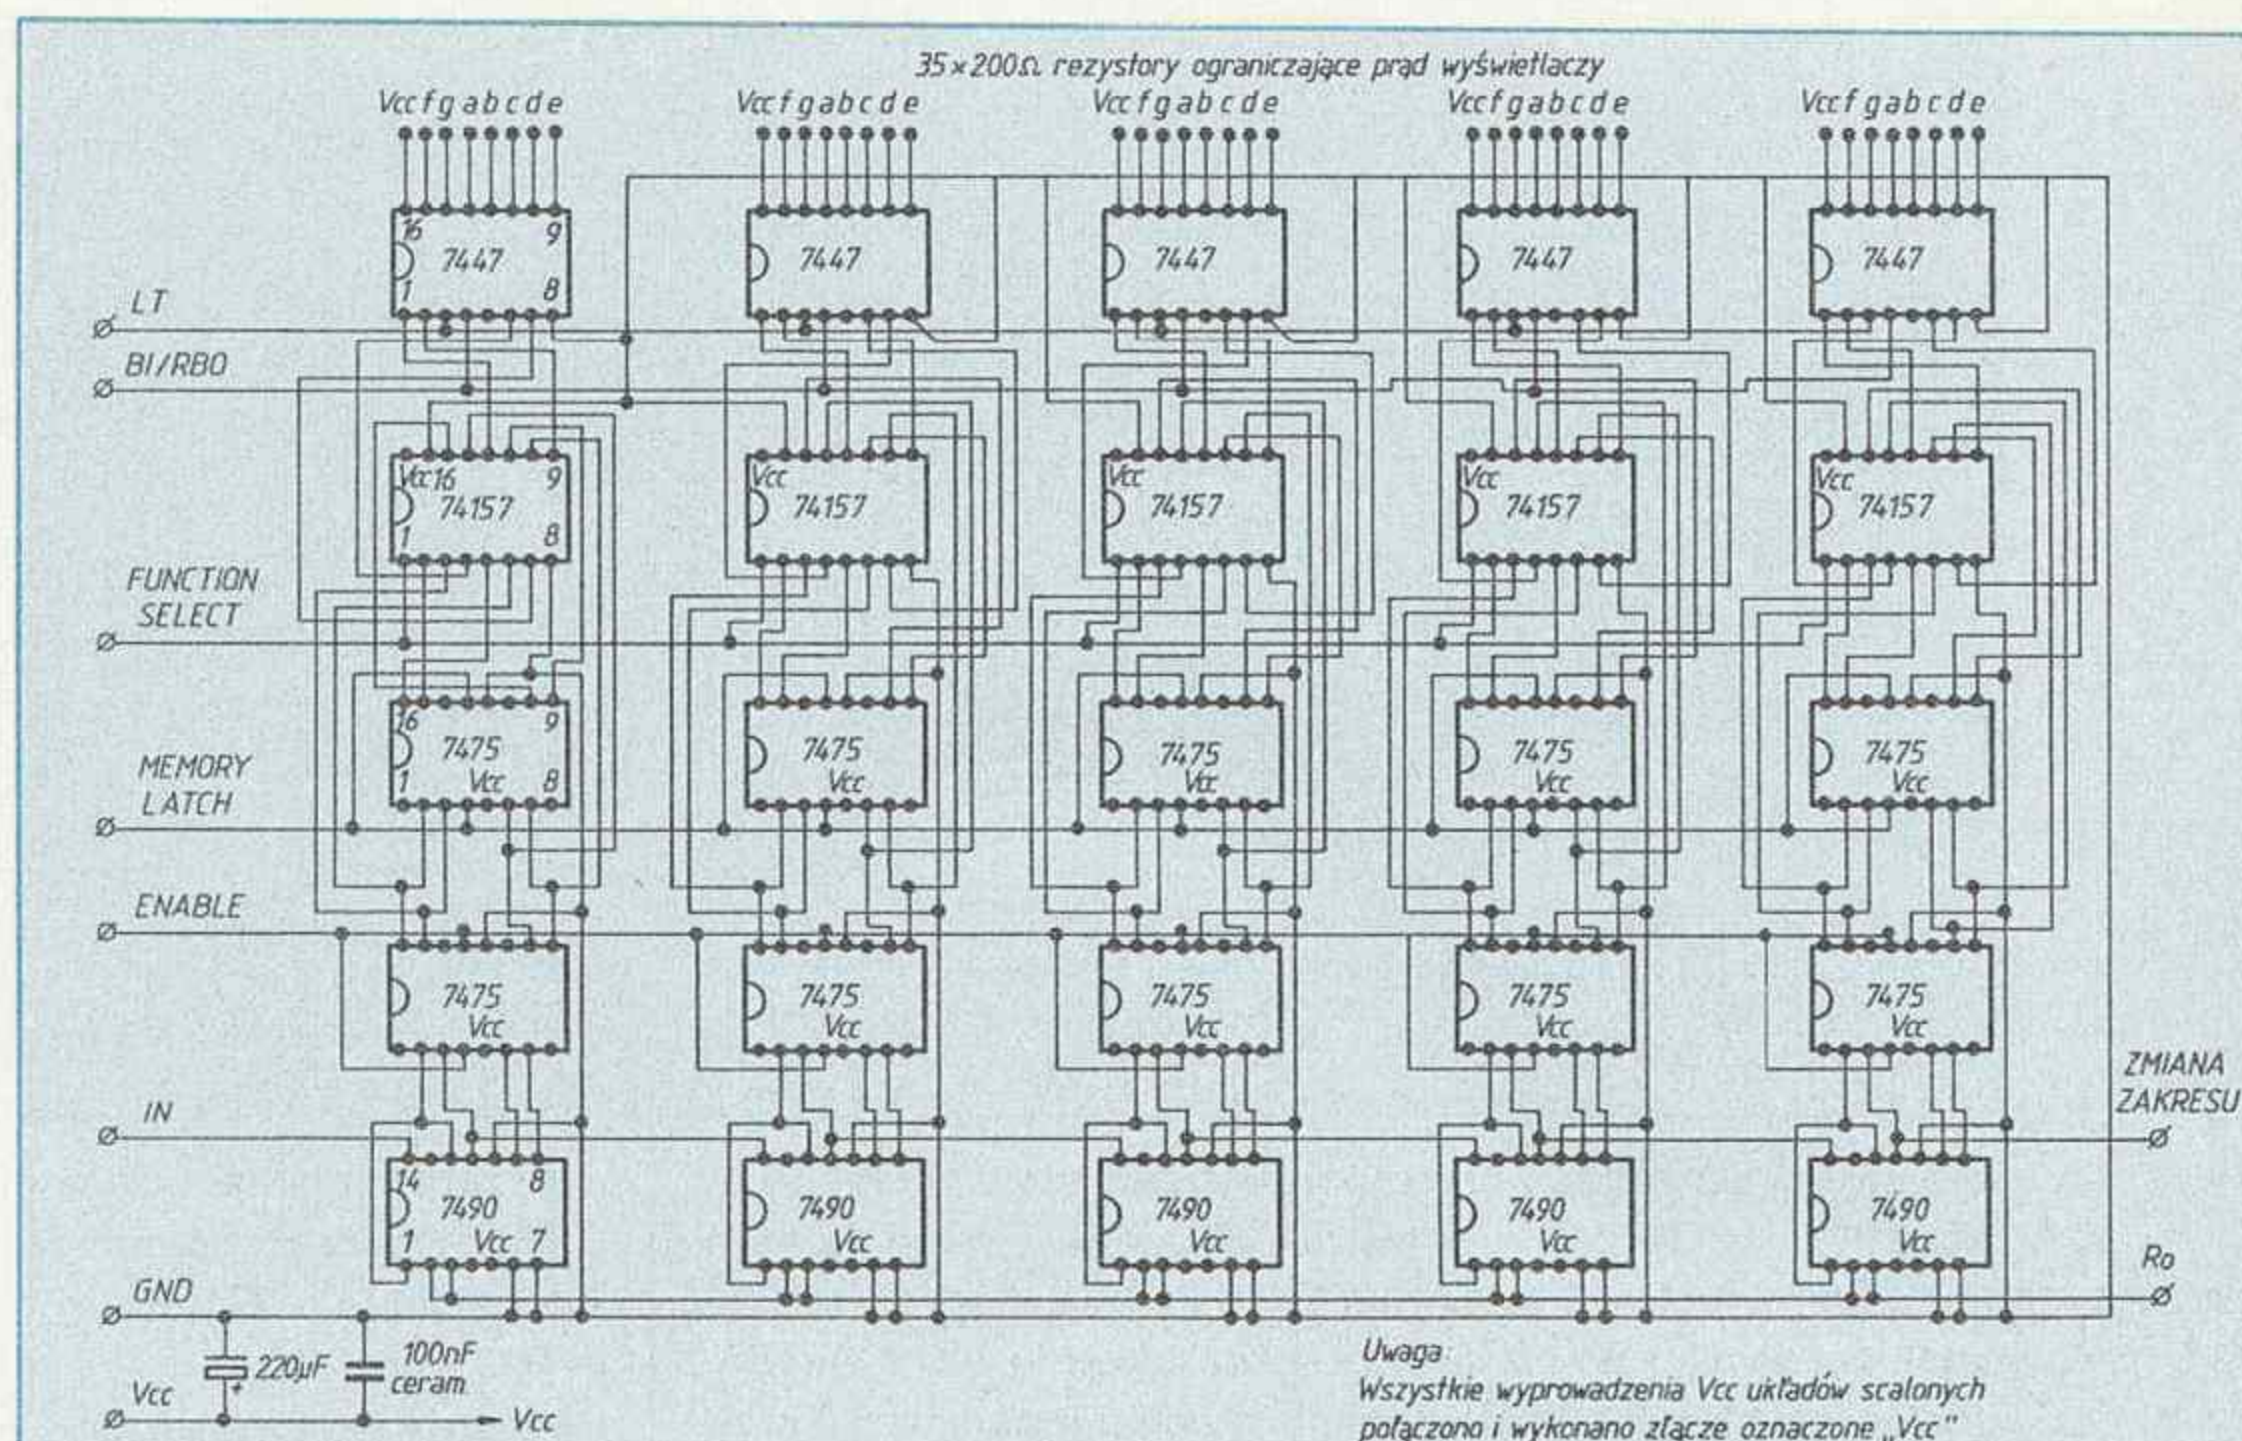 35×200Ω rezystory ograniczające prąd wyświetlaczy
Vcc f g a b c d e
Vcc f g a b c d e
Vcc f g a b c d e
Vcc f g a b c d e
Vcc f g a b c d e
16 9
7447
1 8
7447
7447
7447
7447
LT
BI/RBO
Vcc 16 9
74157
1 8
Vcc
74157
Vcc
74157
Vcc
74157
Vcc
74157
FUNCTION
SELECT
16 9
7475
1 Vcc 8
7475
Vcc
7475
Vcc
7475
Vcc
7475
Vcc
MEMORY
LATCH
ENABLE
7475
Vcc
7475
Vcc
7475
Vcc
7475
Vcc
7475
Vcc
ZMIANA
ZAKRESU
IN
14 8
7490
1 Vcc 7
7490
Vcc
7490
Vcc
7490
Vcc
7490
Vcc
Ro
GND
220µF
+
100nF
ceram.
Vcc
Vcc
Uwaga:
Wszystkie wyprowadzenia Vcc układów scalonych
połączono i wykonano złącze oznaczone „Vcc"